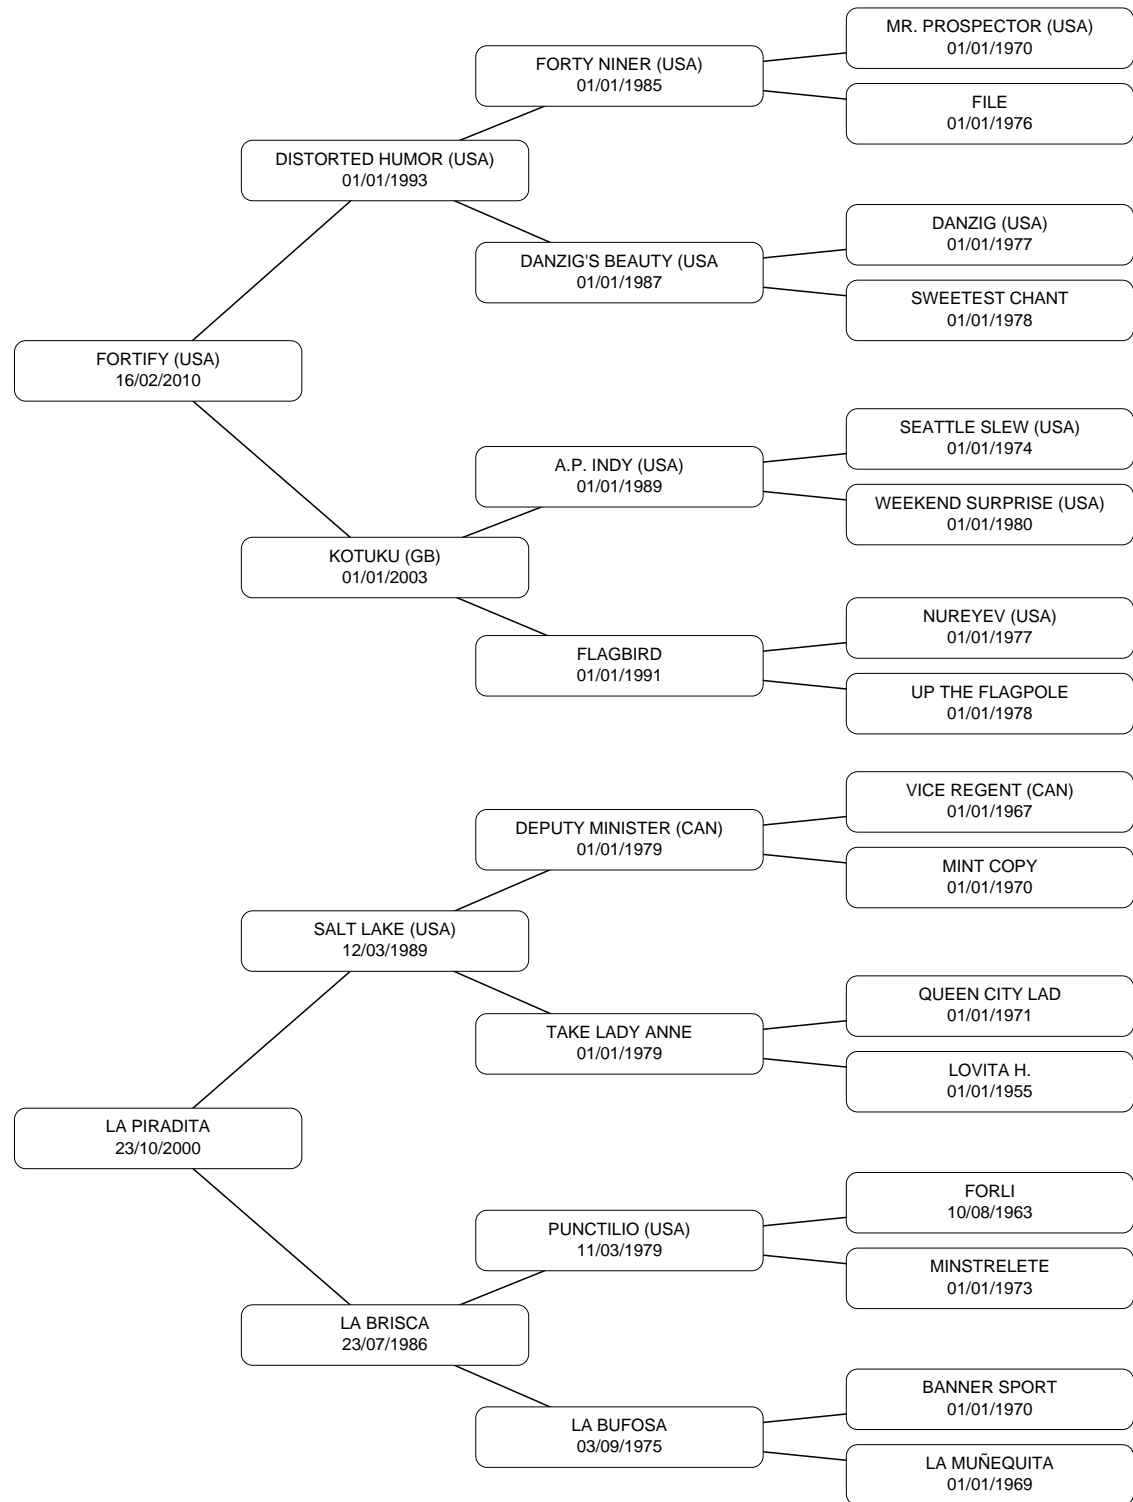 MR. PROSPECTOR (USA)
01/01/1970
FORTY NINER (USA)
01/01/1985
FILE
01/01/1976
DISTORTED HUMOR (USA)
01/01/1993
DANZIG (USA)
01/01/1977
DANZIG'S BEAUTY (USA
01/01/1987
SWEETEST CHANT
01/01/1978
FORTIFY (USA)
16/02/2010
SEATTLE SLEW (USA)
01/01/1974
A.P. INDY (USA)
01/01/1989
WEEKEND SURPRISE (USA)
01/01/1980
KOTUKU (GB)
01/01/2003
NUREYEV (USA)
01/01/1977
FLAGBIRD
01/01/1991
UP THE FLAGPOLE
01/01/1978
VICE REGENT (CAN)
01/01/1967
DEPUTY MINISTER (CAN)
01/01/1979
MINT COPY
01/01/1970
SALT LAKE (USA)
12/03/1989
QUEEN CITY LAD
01/01/1971
TAKE LADY ANNE
01/01/1979
LOVITA H.
01/01/1955
LA PIRADITA
23/10/2000
FORLI
10/08/1963
PUNCTILIO (USA)
11/03/1979
MINSTRELETE
01/01/1973
LA BRISCA
23/07/1986
BANNER SPORT
01/01/1970
LA BUFOSA
03/09/1975
LA MUÑEQUITA
01/01/1969